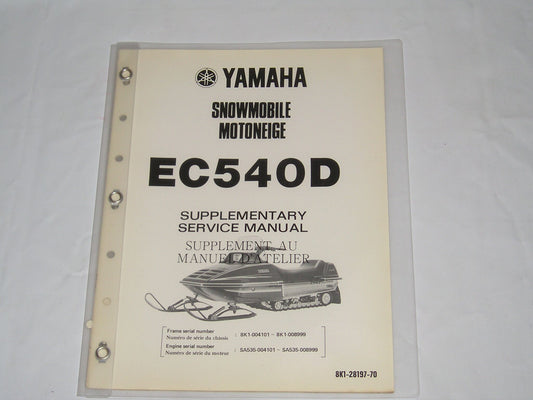 YAMAHA
SNOWMOBILE
MOTONEIGE
EC540D
SUPPLEMENTARY
SERVICE MANUAL
SUPPLEMENT AU
MANUEL D'ATELIER
Frame serial number : 8K1-004101 ~ 8K1-008999
Numéro de série du châssis
Engine serial number : SA535-004101 ~ SA535-008999
Numéro de série du moteur
8K1-28197-70